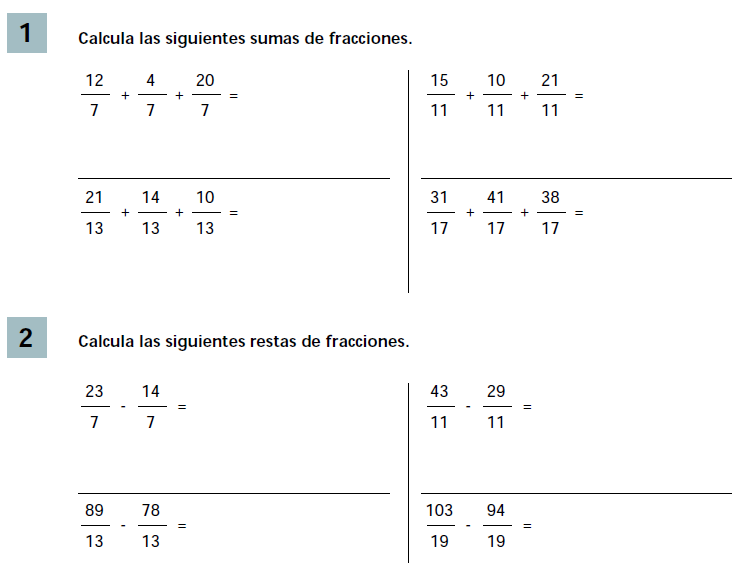 1
Calcula las siguientes sumas de fracciones.
12/7 + 4/7 + 20/7 =
15/11 + 10/11 + 21/11 =
21/13 + 14/13 + 10/13 =
31/17 + 41/17 + 38/17 =
2
Calcula las siguientes restas de fracciones.
23/7 - 14/7 =
43/11 - 29/11 =
89/13 - 78/13 =
103/19 - 94/19 =